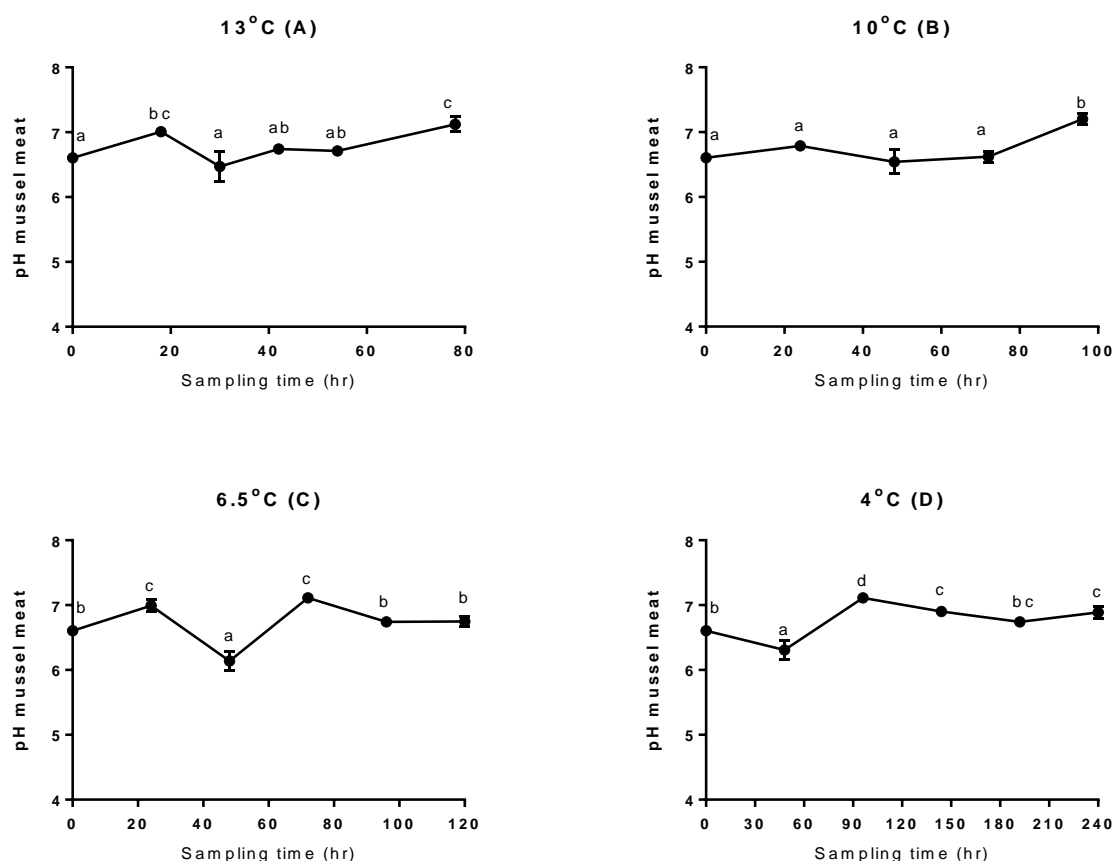 13°C (A)
8
7
6
5
4
pH mussel meat
a
bc
a
ab
ab
c
0 20 40 60 80
Sampling time (hr)
10°C (B)
8
7
6
5
4
pH mussel meat
a
a
a
a
b
0 20 40 60 80 100
Sampling time (hr)
6.5°C (C)
8
7
6
5
4
pH mussel meat
b
c
a
c
b
b
0 20 40 60 80 100 120
Sampling time (hr)
4°C (D)
8
7
6
5
4
pH mussel meat
b
a
d
c
bc
c
0 30 60 90 120 150 180 210 240
Sampling time (hr)